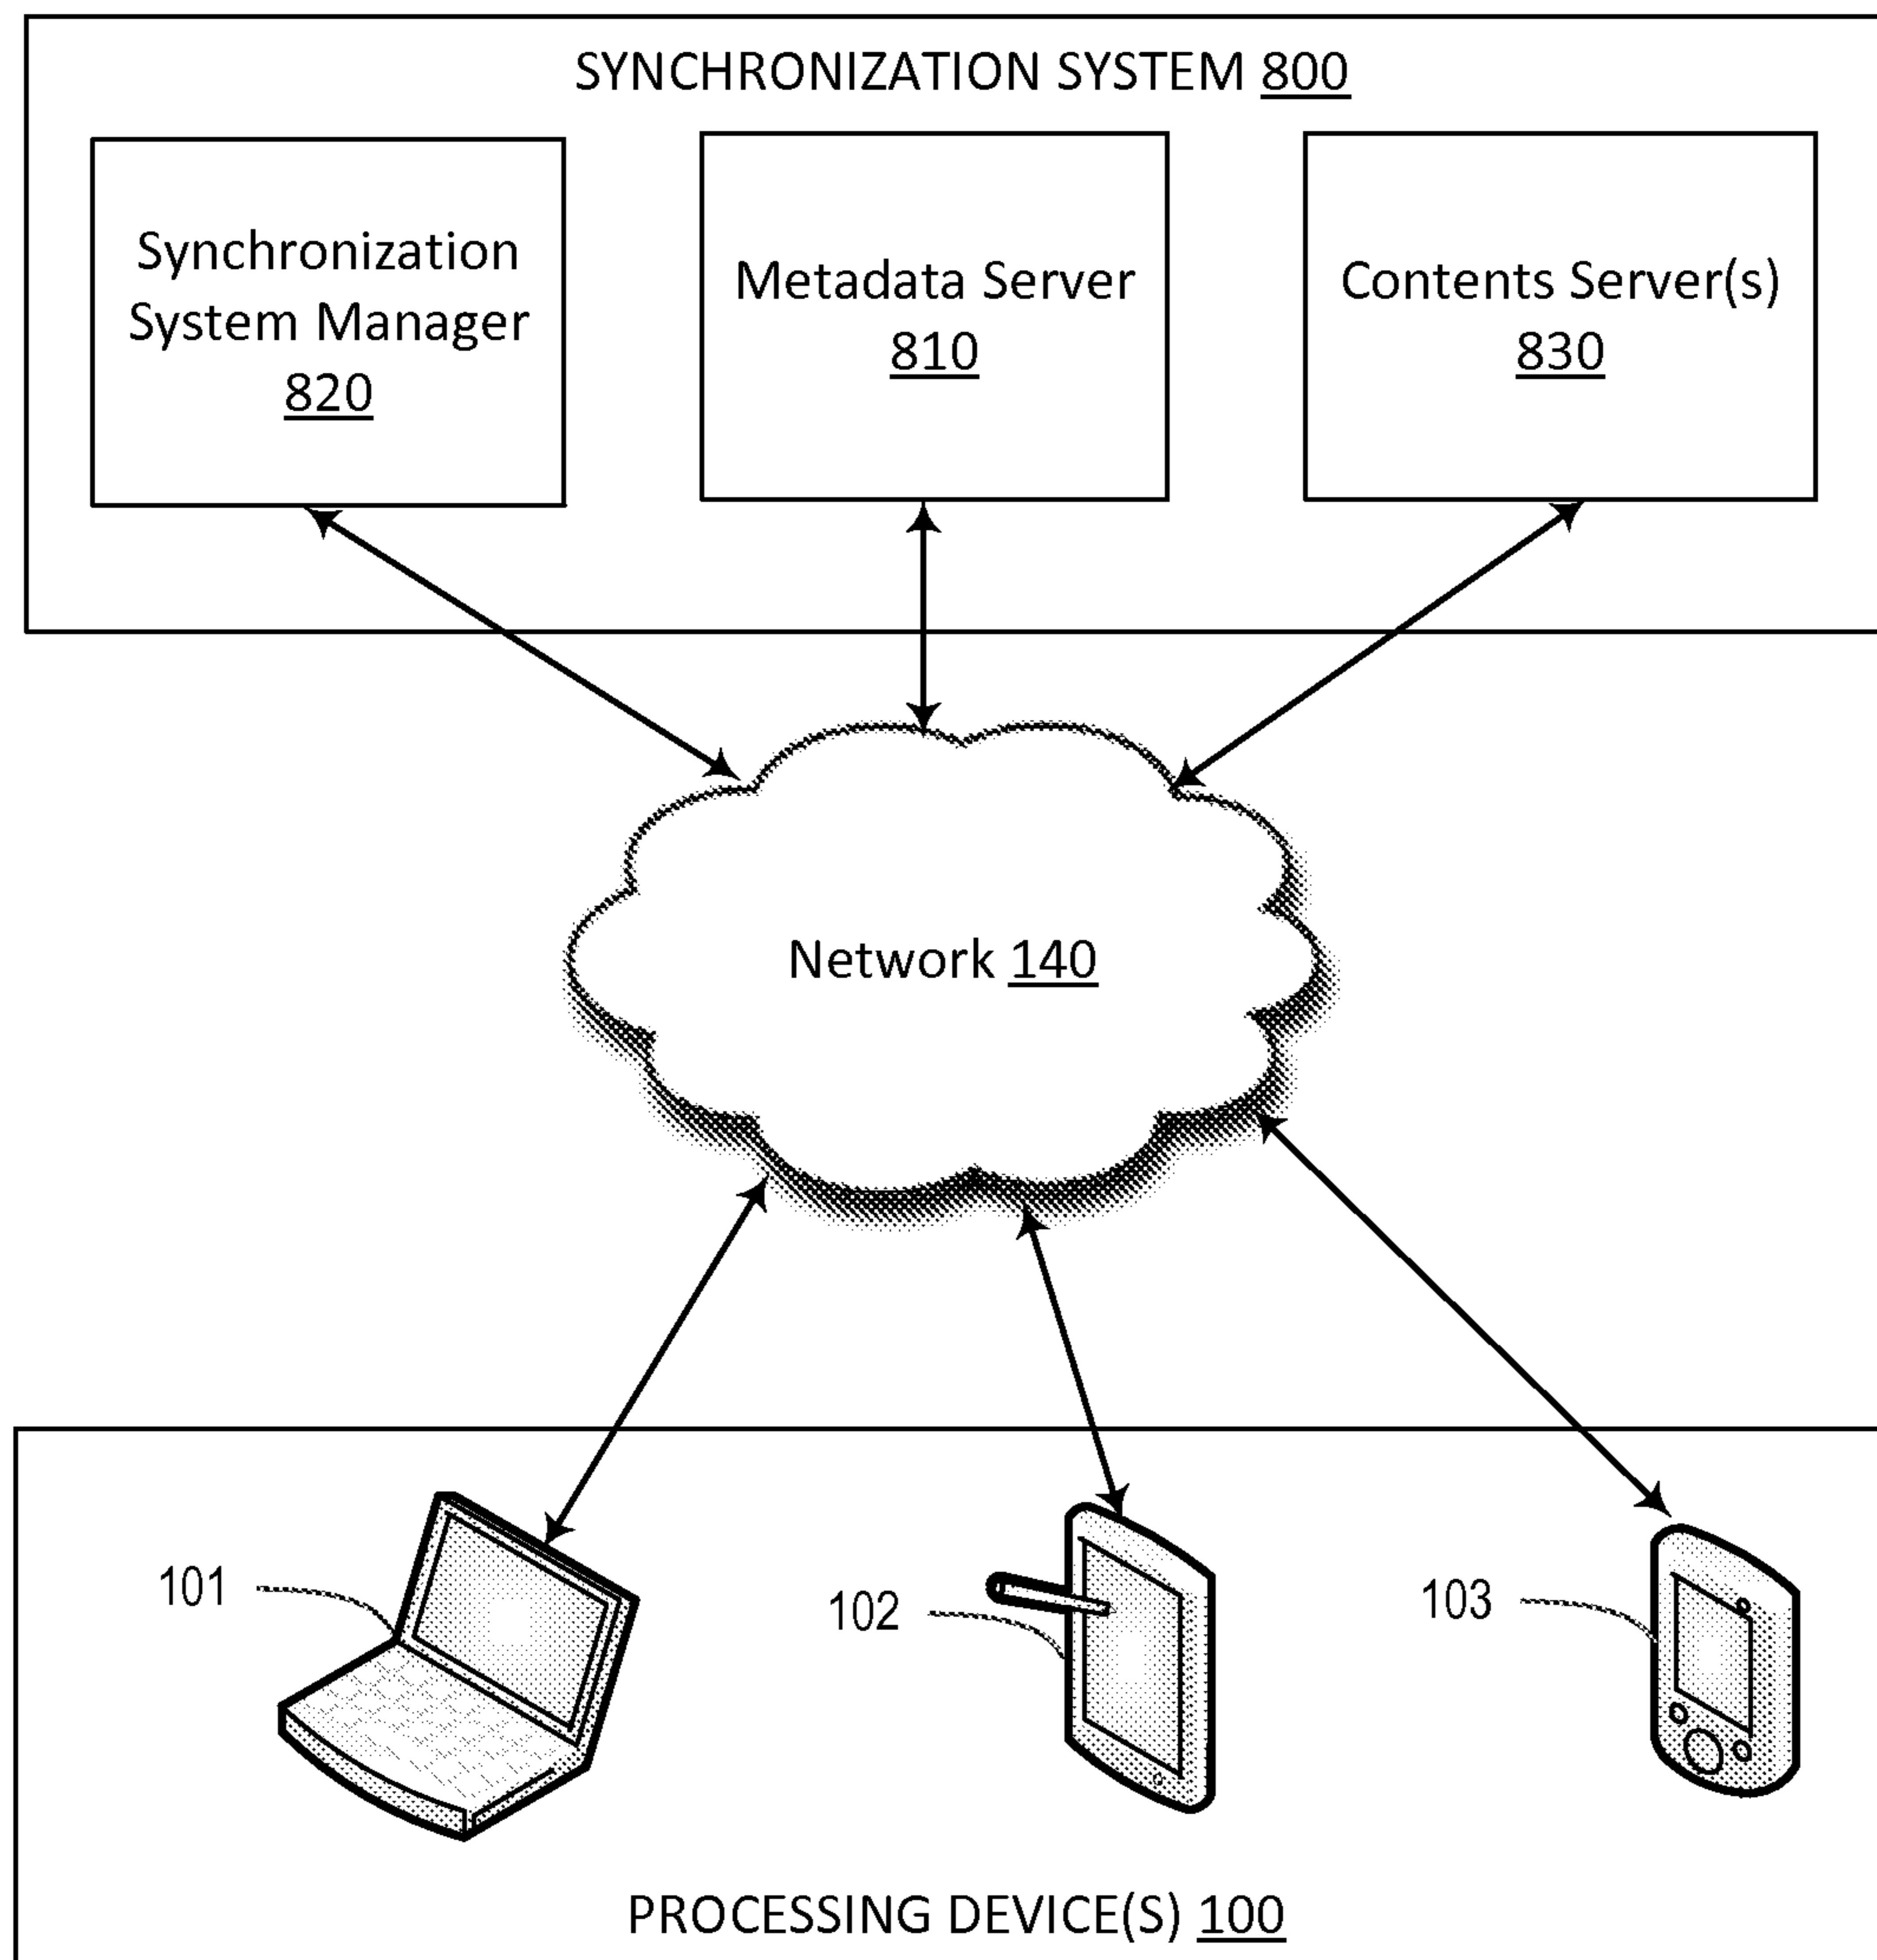 SYNCHRONIZATION SYSTEM 800
Synchronization
System Manager
820
Metadata Server
810
Contents Server(s)
830
Network 140
101
102
103
PROCESSING DEVICE(S) 100